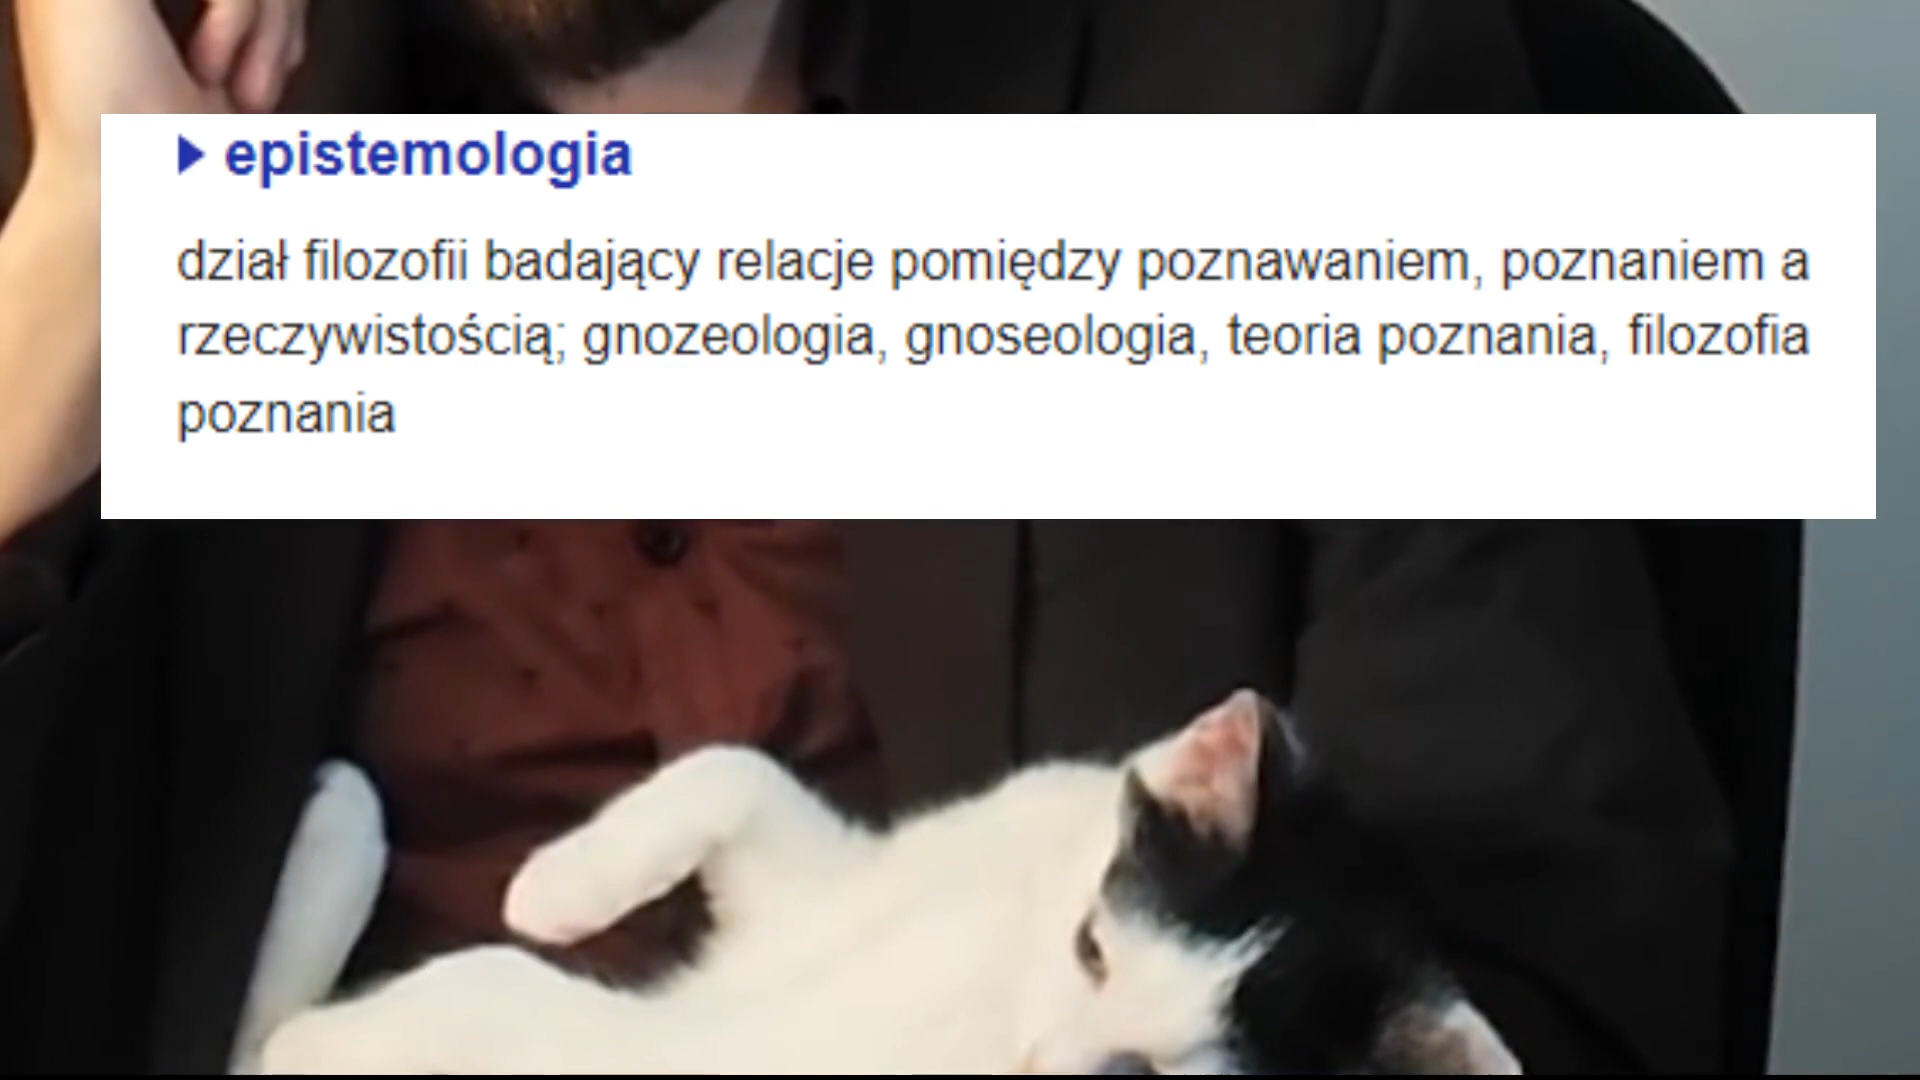 epistemologia
dział filozofii badający relacje pomiędzy poznawaniem, poznaniem a
rzeczywistością; gnozeologia, gnoseologia, teoria poznania, filozofia
poznania